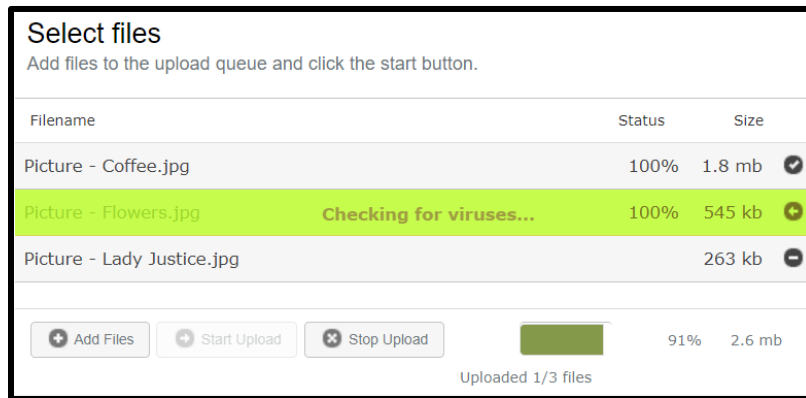 Select files
Add files to the upload queue and click the start button.
Filename Status Size
Picture - Coffee.jpg 100% 1.8 mb
Picture - Flowers.jpg Checking for viruses... 100% 545 kb
Picture - Lady Justice.jpg 263 kb
Add Files Start Upload Stop Upload 91% 2.6 mb
Uploaded 1/3 files